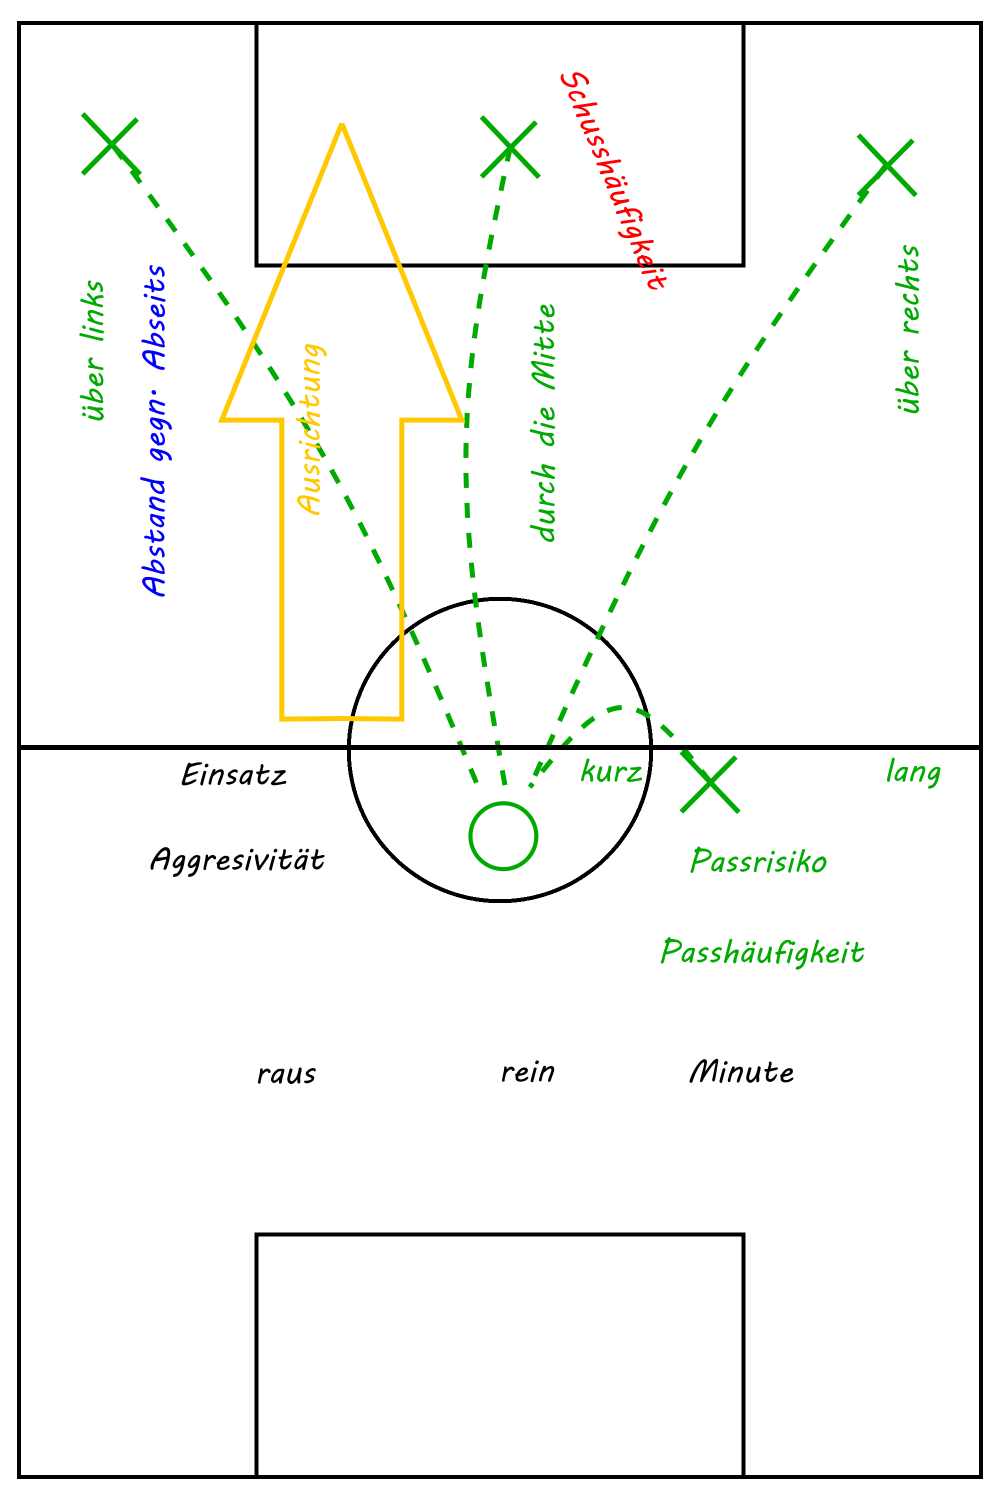 Schusshäufigkeit
über links
Abstand gegn. Abseits
Ausrichtung
durch die Mitte
über rechts
Einsatz
kurz
lang
Aggresivität
Passrisiko
Passhäufigkeit
raus
rein
Minute